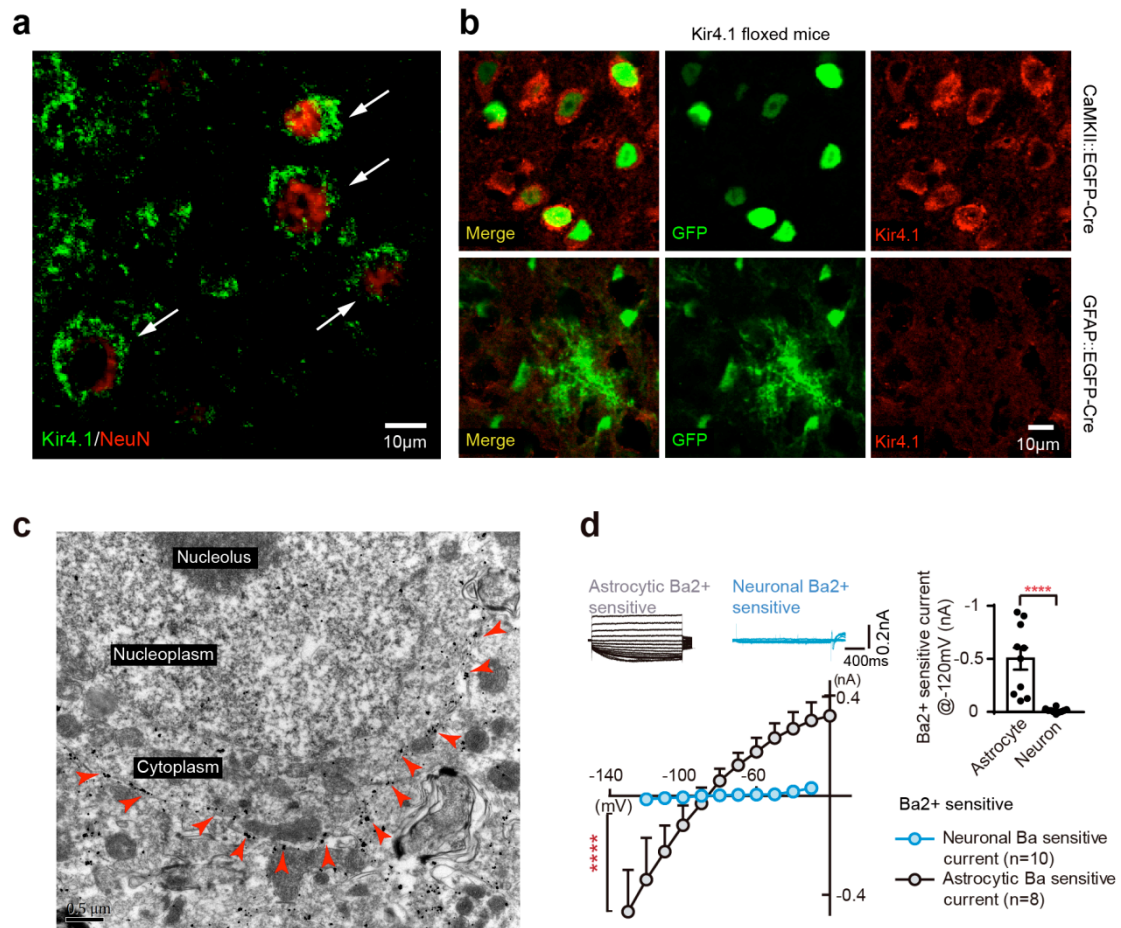 a
Kir4.1/NeuN
10µm
b
Kir4.1 floxed mice
Merge
GFP
Kir4.1
CaMKII::EGFP-Cre
Merge
GFP
Kir4.1
10µm
GFAP::EGFP-Cre
c
Nucleolus
Nucleoplasm
Cytoplasm
0.5 µm
d
Astrocytic Ba2+
sensitive
Neuronal Ba2+
sensitive
0.2nA
400ms
(nA)
0.4
-140
-100
-60
(mV)
****
-0.4
Ba2+ sensitive current
@-120mV (nA)
****
-1
-0.5
0
Astrocyte
Neuron
Ba2+ sensitive
Neuronal Ba sensitive
current (n=10)
Astrocytic Ba sensitive
current (n=8)